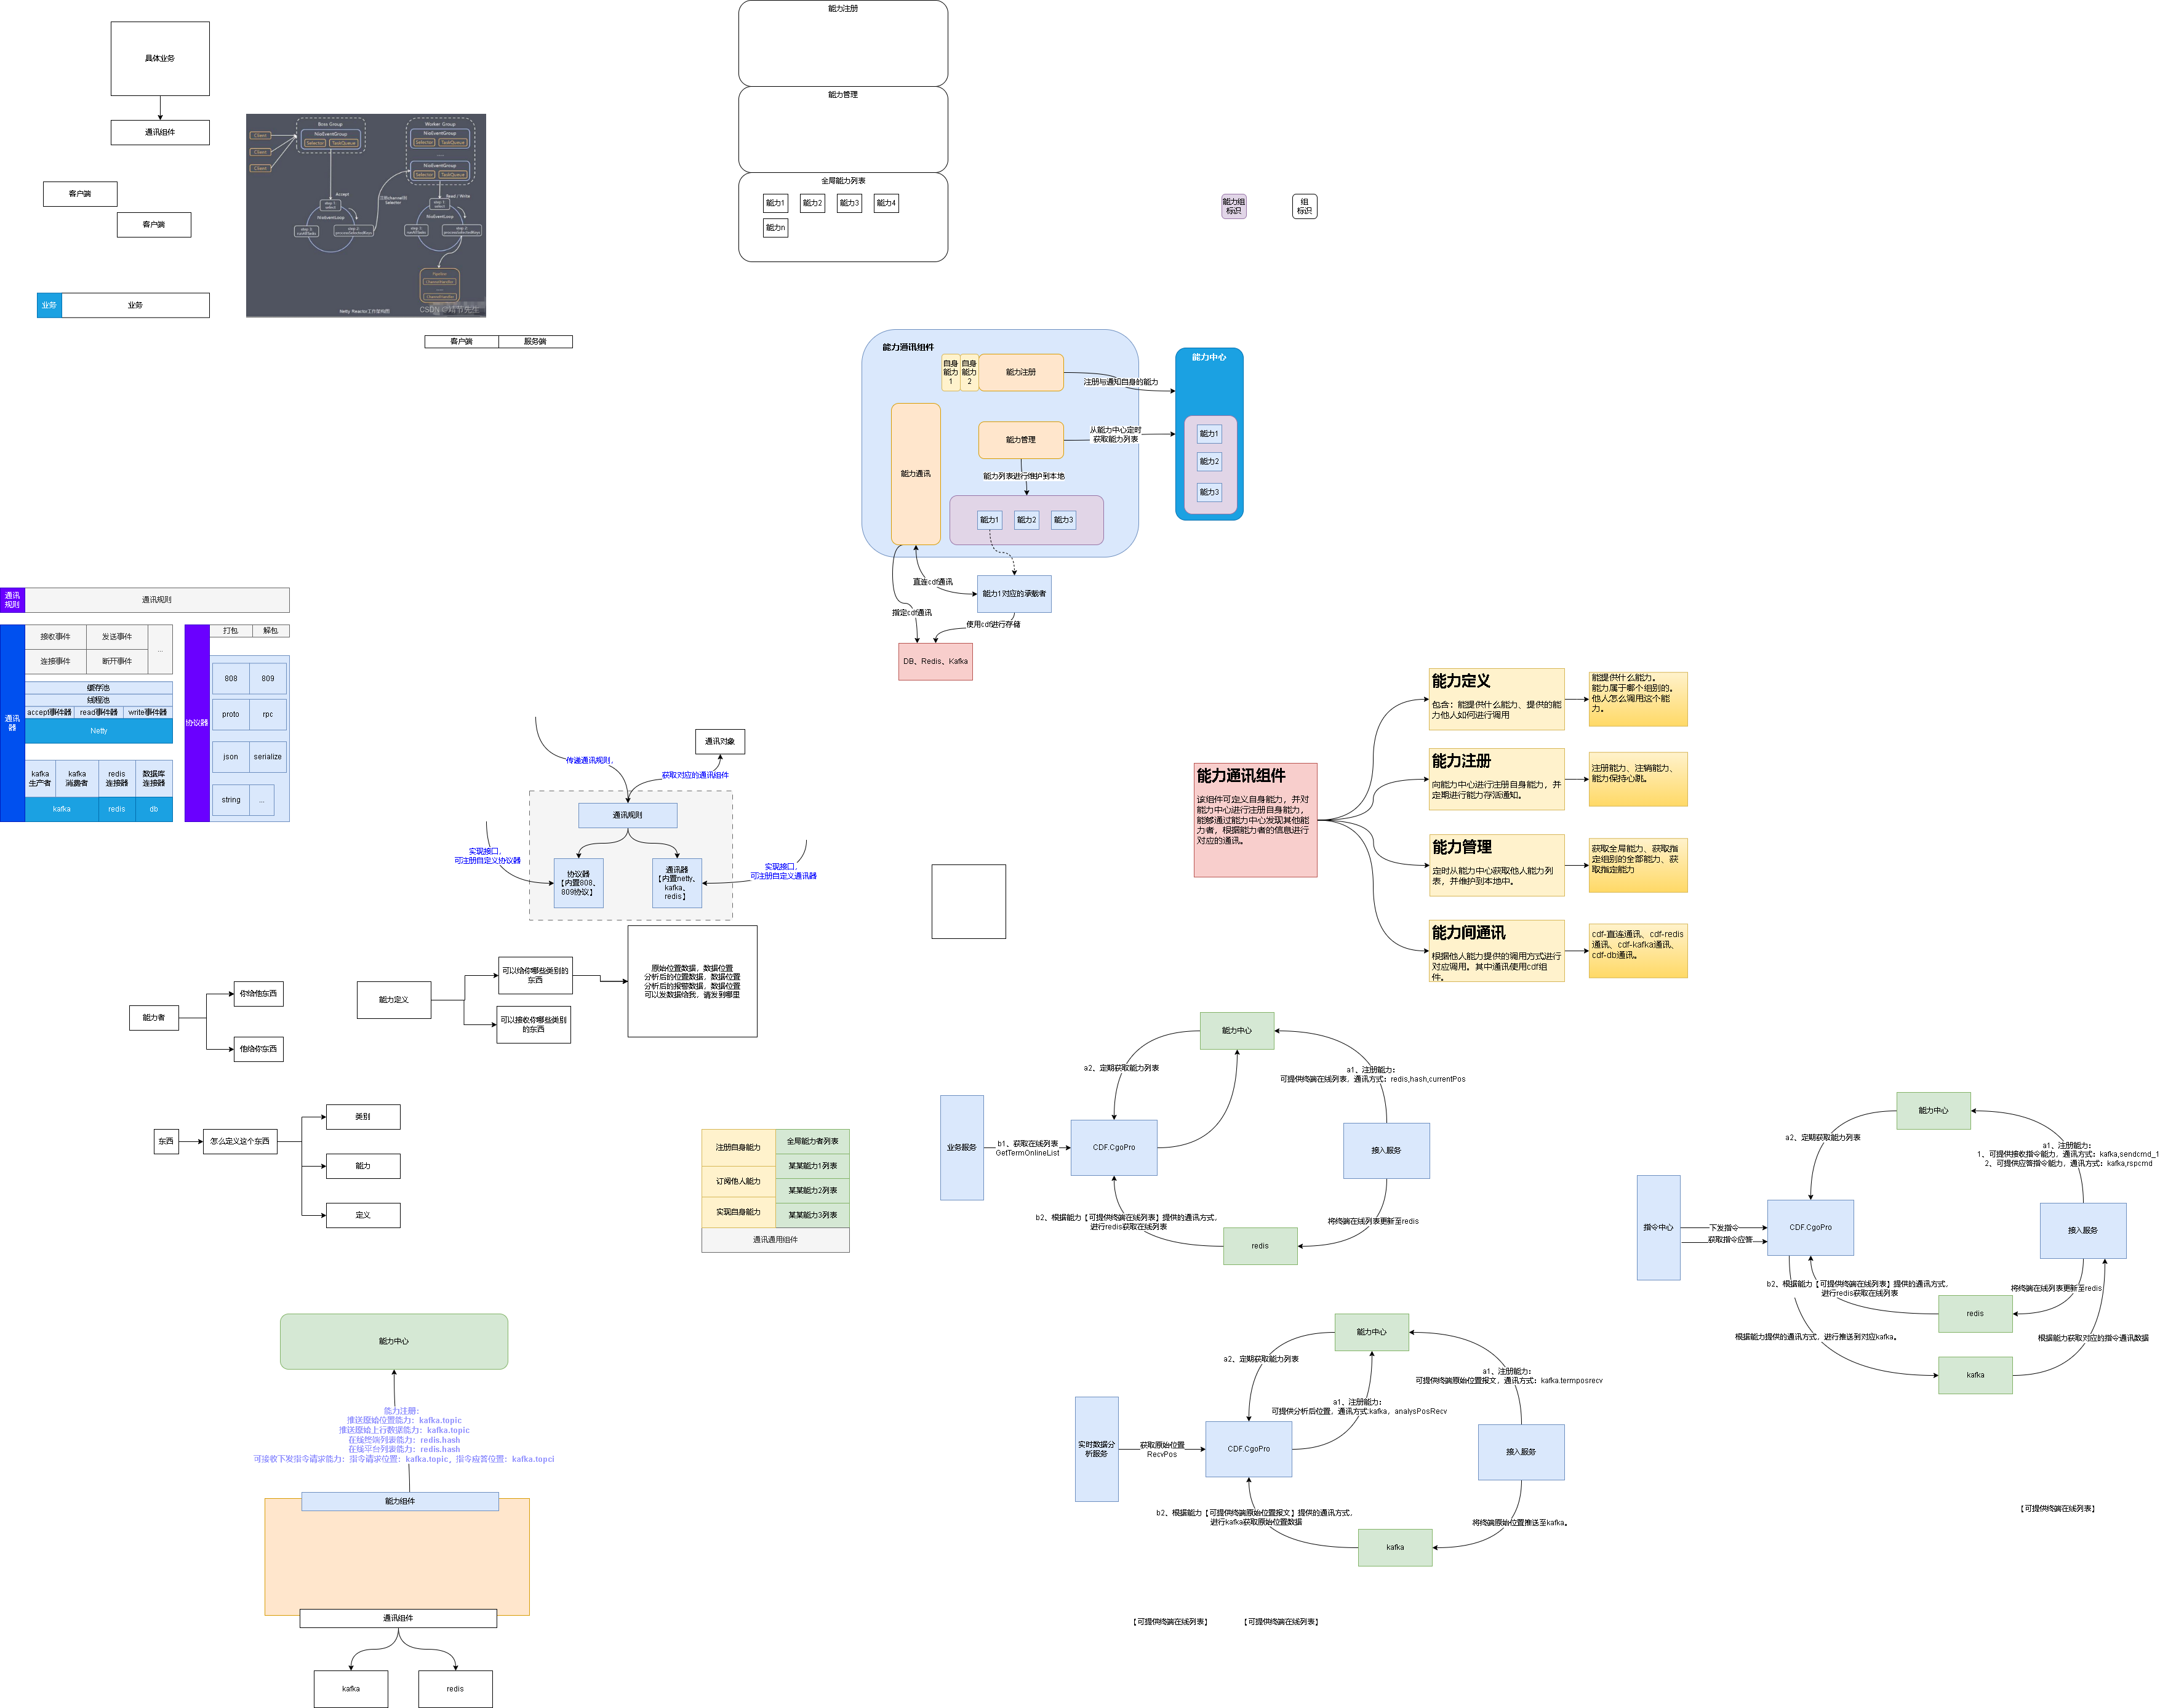 具体业务
通讯组件
客户端
客户端
业务
业务
Boss Group
NioEventGroup
Selector
TaskQueue
Worker Group
NioEventGroup
Selector
TaskQueue
......
NioEventGroup
Selector
TaskQueue
Client
Client
Client
Accept
Read / Write
Selector
step 1:
select
NioEventLoop
step 3:
runAllTasks
step 2:
processSelectedKeys
step 1:
select
NioEventLoop
step 3:
runAllTasks
step 2:
processSelectedKeys
Pipeline
ChannelHandler
......
ChannelHandler
Netty Reactor工作架构图
客户端
服务端
能力注册
能力管理
全局能力列表
能力1
能力2
能力3
能力4
能力n
能力组
标识
组
标识
能力通讯组件
自身
能力
1
自身
能力
2
能力注册
注册与通知自身的能力
能力中心
能力1
能力2
能力3
能力管理
从能力中心定时
获取能力列表
能力通讯
能力列表进行维护到本地
能力1
能力2
能力3
直连cdf通讯
能力1对应的承载者
指定cdf通讯
使用cdf进行存储
DB、Redis、Kafka
通讯
规则
通讯规则
通讯
器
接收事件
发送事件
...
连接事件
断开事件
缓存池
线程池
accept事件器
read事件器
write事件器
Netty
kafka
生产者
kafka
消费者
redis
连接器
数据库
连接器
kafka
redis
db
协议器
打包
解包
808
809
proto
rpc
json
serialize
string
...
通讯对象
传递通讯规则，
获取对应的通讯组件
通讯规则
实现接口，
可注册自定义协议器
协议器
【内置808、
809协议】
通讯器
【内置netty、
kafka、
redis】
实现接口，
可注册自定义通讯器
能力通讯组件
该组件可定义自身能力，并对
能力中心进行注册自身能力，
能够通过能力中心发现其他能
力者，根据能力者的信息进行
对应的通讯。
能力定义
包含：能提供什么能力、提供的能
力他人如何进行调用
能提供什么能力。
能力属于哪个组别的。
他人怎么调用这个能
力。
能力注册
向能力中心进行注册自身能力，并
定期进行能力存活通知。
注册能力、注销能力、
能力保持心跳。
能力管理
定时从能力中心获取他人能力列
表，并维护到本地中。
获取全局能力、获取指
定组别的全部能力、获
取指定能力
能力间通讯
根据他人能力提供的调用方式进行
对应调用。其中通讯使用cdf组
件。
cdf-直连通讯、cdf-redis
通讯、cdf-kafka通讯、
cdf-db通讯。
能力者
你给他东西
他给你东西
能力定义
可以给你哪些类别的
东西
可以接收你哪些类别
的东西
原始位置数据，数据位置
分析后的位置数据，数据位置
分析后的报警数据，数据位置
可以发数据给我，请发到哪里
东西
怎么定义这个东西
类别
能力
定义
注册自身能力
订阅他人能力
实现自身能力
全局能力者列表
某某能力1列表
某某能力2列表
某某能力3列表
通讯通用组件
能力中心
a2、定期获取能力列表
a1、注册能力：
可提供终端在线列表，通讯方式：redis,hash,currentPos
业务服务
b1、获取在线列表
GetTermOnlineList
CDF.CgoPro
接入服务
b2、根据能力【可提供终端在线列表】提供的通讯方式，
进行redis获取在线列表
将终端在线列表更新至redis
redis
能力中心
a2、定期获取能力列表
a1、注册能力：
1、可提供接收指令能力，通讯方式：kafka,sendcmd_1
2、可提供应答指令能力，通讯方式：kafka,rspcmd
指令中心
下发指令
获取指令应答
CDF.CgoPro
接入服务
b2、根据能力【可提供终端在线列表】提供的通讯方式，
进行redis获取在线列表
将终端在线列表更新至redis
redis
根据能力提供的通讯方式，进行推送到对应kafka。
根据能力获取对应的指令通讯数据
kafka
能力中心
a2、定期获取能力列表
a1、注册能力：
可提供终端原始位置报文，通讯方式：kafka.termposrecv
a1、注册能力：
可提供分析后位置，通讯方式:kafka，analysPosRecv
实时数据分
析服务
获取原始位置
RecvPos
CDF.CgoPro
接入服务
b2、根据能力【可提供终端原始位置报文】提供的通讯方式，
进行kafka获取原始位置数据
将终端原始位置推送至kafka。
kafka
【可提供终端在线列表】
【可提供终端在线列表】
【可提供终端在线列表】
能力中心
能力注册：
推送原始位置能力：kafka.topic
推送原始上行数据能力：kafka.topic
在线终端列表能力：redis.hash
在线平台列表能力：redis.hash
可接收下发指令请求能力：指令请求位置：kafka.topic、指令应答位置：kafka.topci
能力组件
通讯组件
kafka
redis